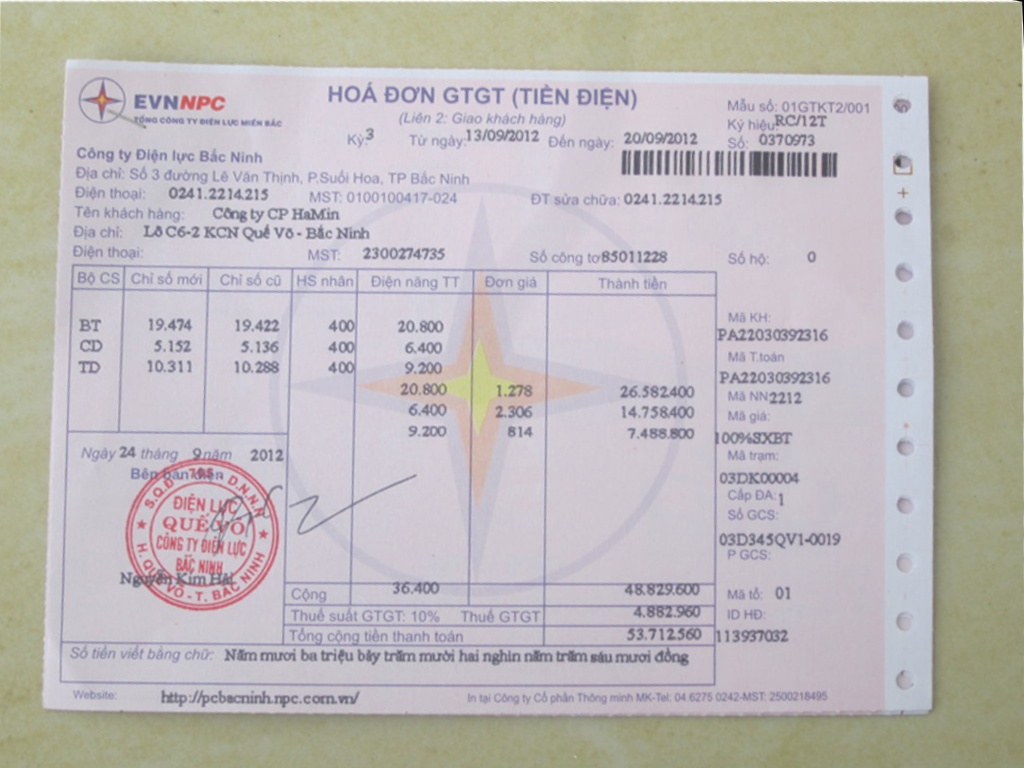 EVNNPC
TỔNG CÔNG TY ĐIỆN LỰC MIỀN BẮC
HOÁ ĐƠN GTGT (TIỀN ĐIỆN)
(Liên 2: Giao khách hàng)
Kỳ: 3 Từ ngày: 13/09/2012 Đến ngày: 20/09/2012
Mẫu số: 01GTKT2/001
Ký hiệu: RC/12T
Số: 0370973
Công ty Điện lực Bắc Ninh
Địa chỉ: Số 3 đường Lê Văn Thịnh, P.Suối Hoa, TP Bắc Ninh
Điện thoại: 0241.2214.215 MST: 0100100417-024 ĐT sửa chữa: 0241.2214.215
Tên khách hàng: Công ty CP HaMin
Địa chỉ: Lô C6-2 KCN Quế Võ - Bắc Ninh
Điện thoại: MST: 2300274735 Số công tơ 85011228 Số hộ: 0
Bộ CS Chỉ số mới Chỉ số cũ HS nhân Điện năng TT Đơn giá Thành tiền
BT 19.474 19.422 400 20.800
CD 5.152 5.136 400 6.400
TD 10.311 10.288 400 9.200
20.800 1.278 26.582.400
6.400 2.306 14.758.400
9.200 814 7.488.800
Mã KH:
PA22030392316
Mã T.toán
PA22030392316
Mã NN 2212
Mã giá:
100%SXBT
Mã trạm:
03DK00004
Cấp ĐA: 1
Số GCS:
03D345QV1-0019
P GCS:
Mã tổ: 01
ID HĐ:
113937032
Ngày 24 tháng 9 năm 2012
Bên bán điện
ĐIỆN LỰC
QUẾ VÕ
CÔNG TY ĐIỆN LỰC
BẮC NINH
H. QUẾ VÕ - T. BẮC NINH
Nguyễn Kim Hải
Cộng 36.400 48.829.600
Thuế suất GTGT: 10% Thuế GTGT 4.882.960
Tổng cộng tiền thanh toán 53.712.560
Số tiền viết bằng chữ: Năm mươi ba triệu bảy trăm mười hai nghìn năm trăm sáu mươi đồng
Website: http://pcbacninh.npc.com.vn/ In tại Công ty Cổ phần Thông minh MK-Tel: 04.6275 0242-MST: 2500218495